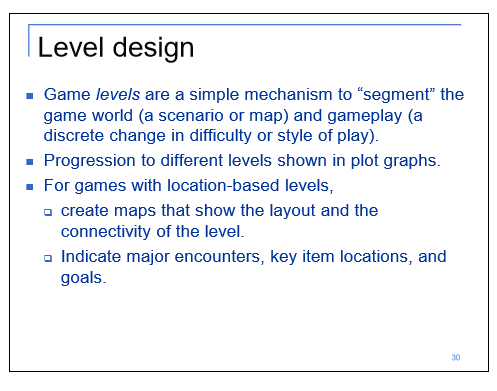 Level design
Game levels are a simple mechanism to “segment” the
game world (a scenario or map) and gameplay (a
discrete change in difficulty or style of play).
Progression to different levels shown in plot graphs.
For games with location-based levels,
create maps that show the layout and the
connectivity of the level.
Indicate major encounters, key item locations, and
goals.
30